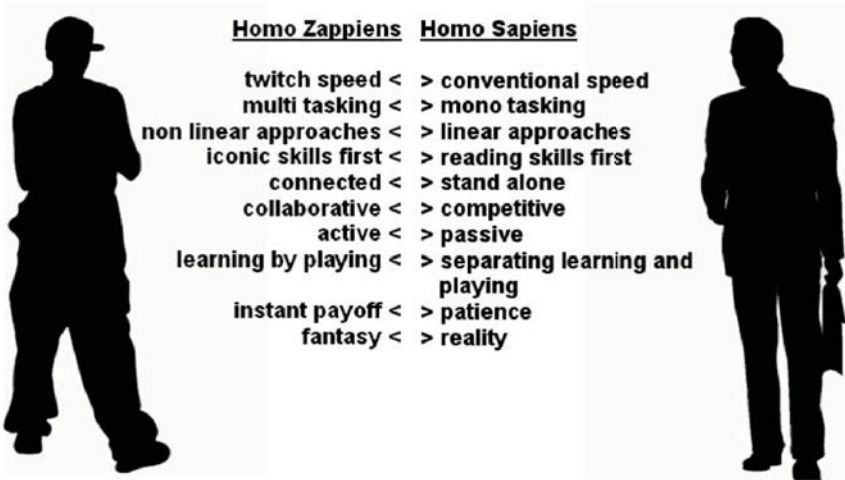 Homo Zappiens Homo Sapiens
twitch speed < > conventional speed
multi tasking < > mono tasking
non linear approaches < > linear approaches
iconic skills first < > reading skills first
connected < > stand alone
collaborative < > competitive
active < > passive
learning by playing < > separating learning and
playing
instant payoff < > patience
fantasy < > reality